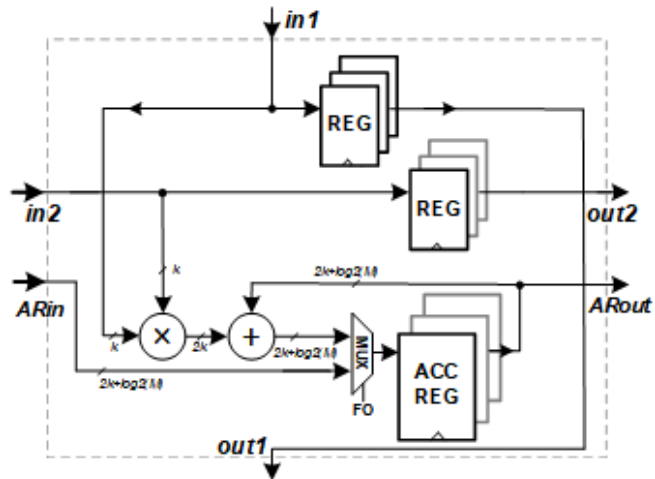 in1
REG
in2
REG
out2
k
2k+log2(M)
ARin
ARout
×
+
k
2k
2k+log2(M)
MUX
2k+log2(M)
ACC
REG
FO
out1